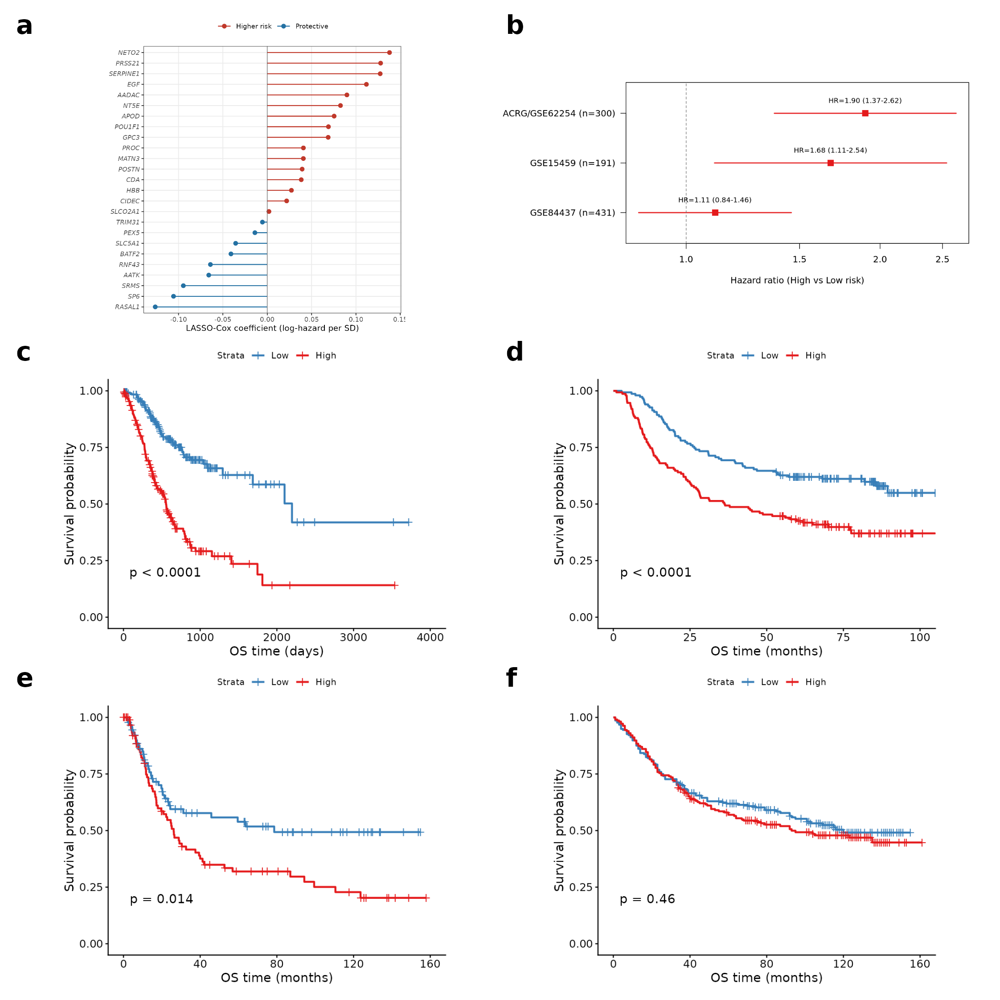 a
Higher risk Protective
NETO2
PRSS21
SERPINE1
EGF
AADAC
NT5E
APOD
POU1F1
GPC3
PROC
MATN3
POSTN
CDA
HBB
CIDEC
SLCO2A1
TRIM31
PEX5
SLC5A1
BATF2
RNF43
AATK
SRMS
SP6
RASAL1
-0.10 -0.05 0.00 0.05 0.10 0.15
LASSO-Cox coefficient (log-hazard per SD)
b
HR=1.90 (1.37-2.62)
ACRG/GSE62254 (n=300)
HR=1.68 (1.11-2.54)
GSE15459 (n=191)
HR=1.11 (0.84-1.46)
GSE84437 (n=431)
1.0 1.5 2.0 2.5
Hazard ratio (High vs Low risk)
c
Strata Low High
Survival probability
1.00
0.75
0.50
0.25
0.00
p < 0.0001
0 1000 2000 3000 4000
OS time (days)
d
Strata Low High
Survival probability
1.00
0.75
0.50
0.25
0.00
p < 0.0001
0 25 50 75 100
OS time (months)
e
Strata Low High
Survival probability
1.00
0.75
0.50
0.25
0.00
p = 0.014
0 40 80 120 160
OS time (months)
f
Strata Low High
Survival probability
1.00
0.75
0.50
0.25
0.00
p = 0.46
0 40 80 120 160
OS time (months)